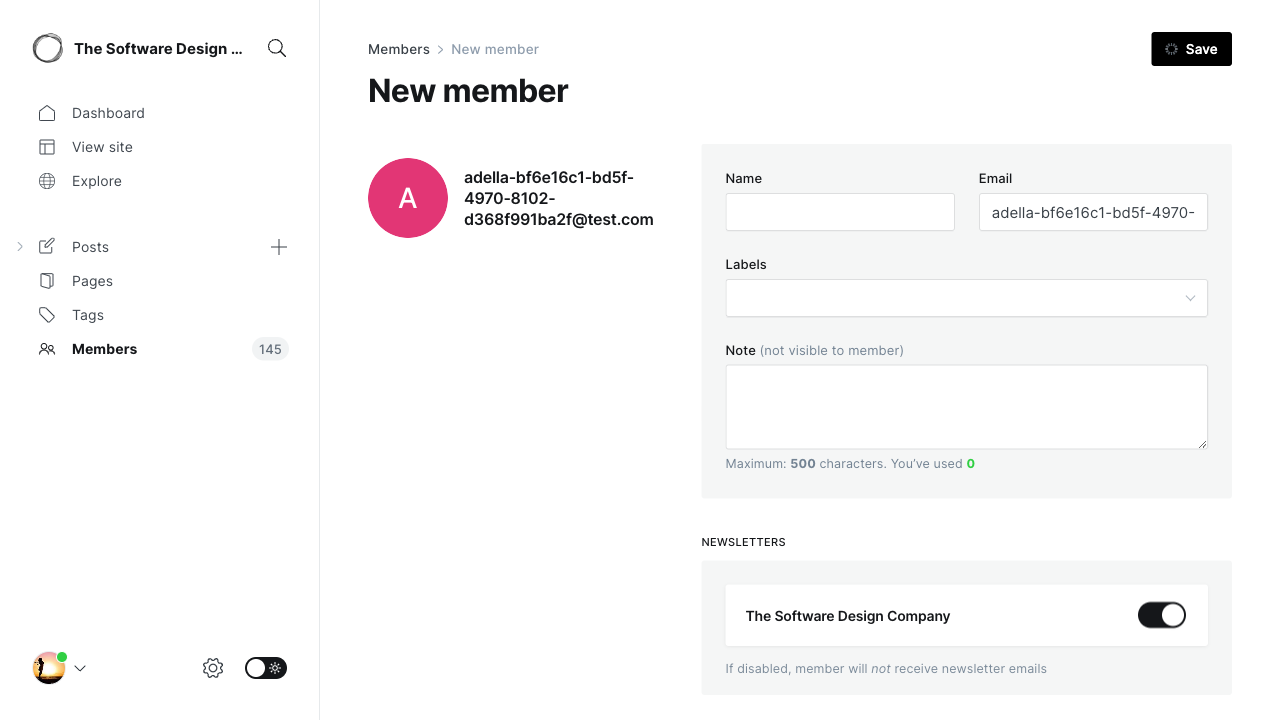 The Software Design ...
Dashboard
View site
Explore
Posts
Pages
Tags
Members
145
Members
New member
Save
New member
A
adella-bf6e16c1-bd5f-
4970-8102-
d368f991ba2f@test.com
Name
Email
adella-bf6e16c1-bd5f-4970-
Labels
Note (not visible to member)
Maximum: 500 characters. You’ve used 0
NEWSLETTERS
The Software Design Company
If disabled, member will not receive newsletter emails